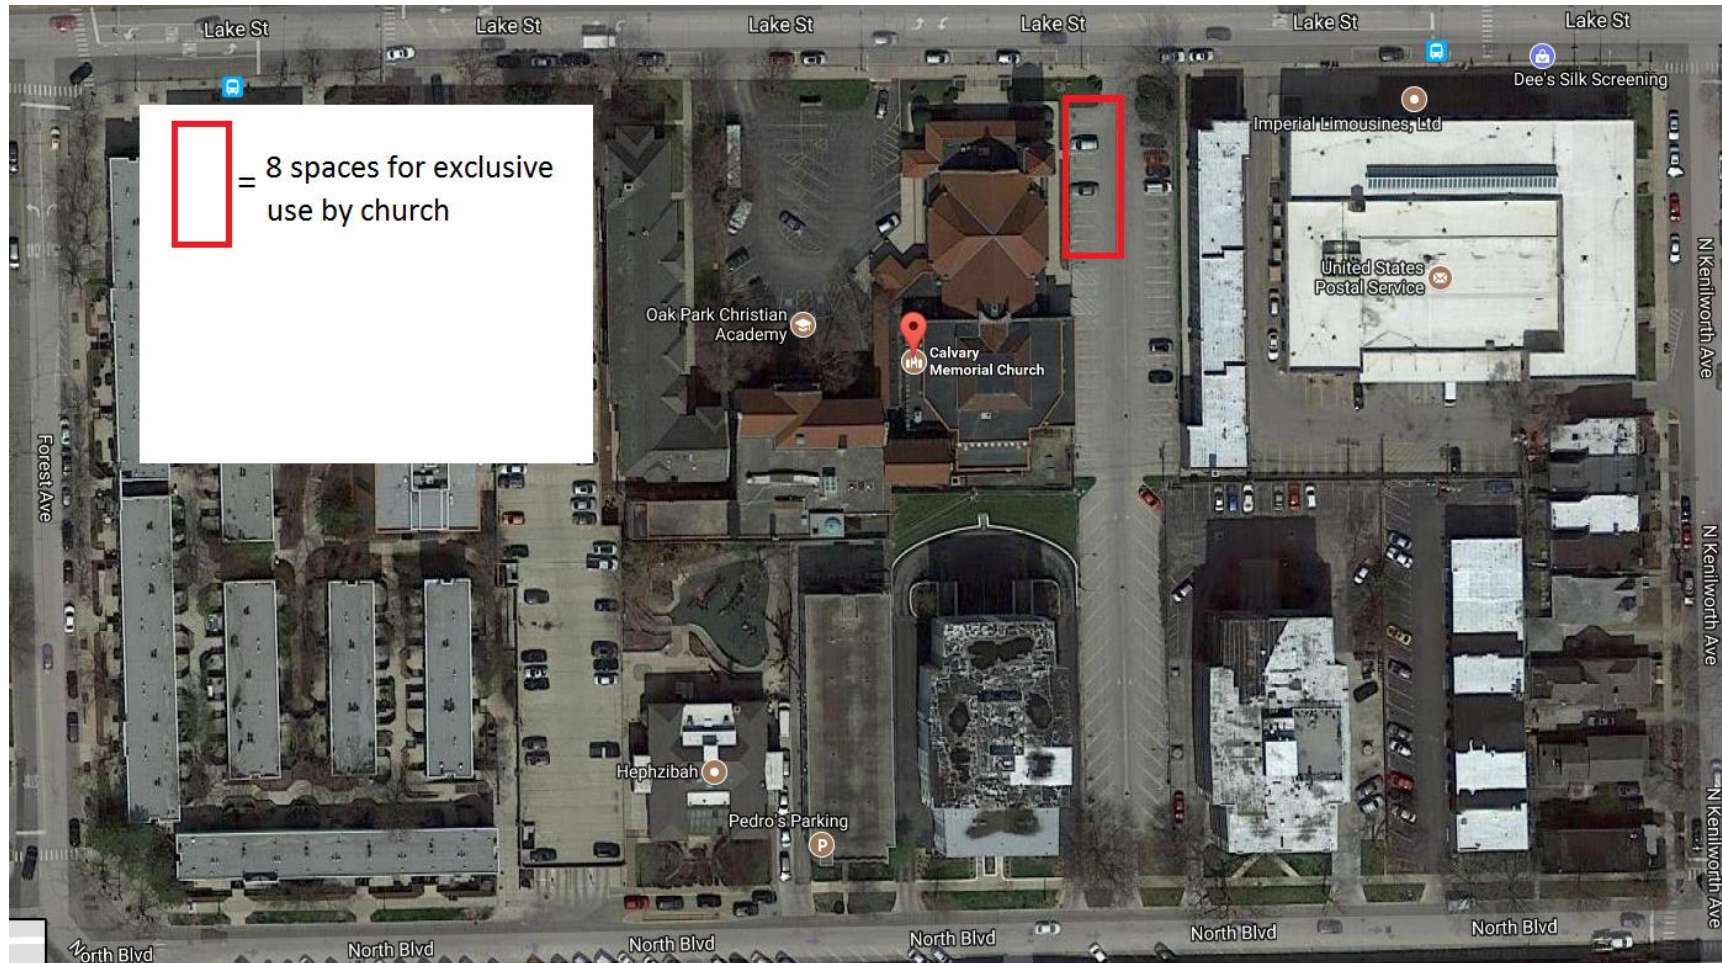 Lake St
Lake St
Lake St
Lake St
Lake St
Lake St
Dee's Silk Screening
Imperial Limousines, Ltd
= 8 spaces for exclusive
use by church
United States
Postal Service
N Kenilworth Ave
Oak Park Christian
Academy
Calvary
Memorial Church
Forest Ave
N Kenilworth Ave
Hephzibah
Pedro's Parking
P
N Kenilworth Ave
North Blvd
North Blvd
North Blvd
North Blvd
North Blvd
North Blvd